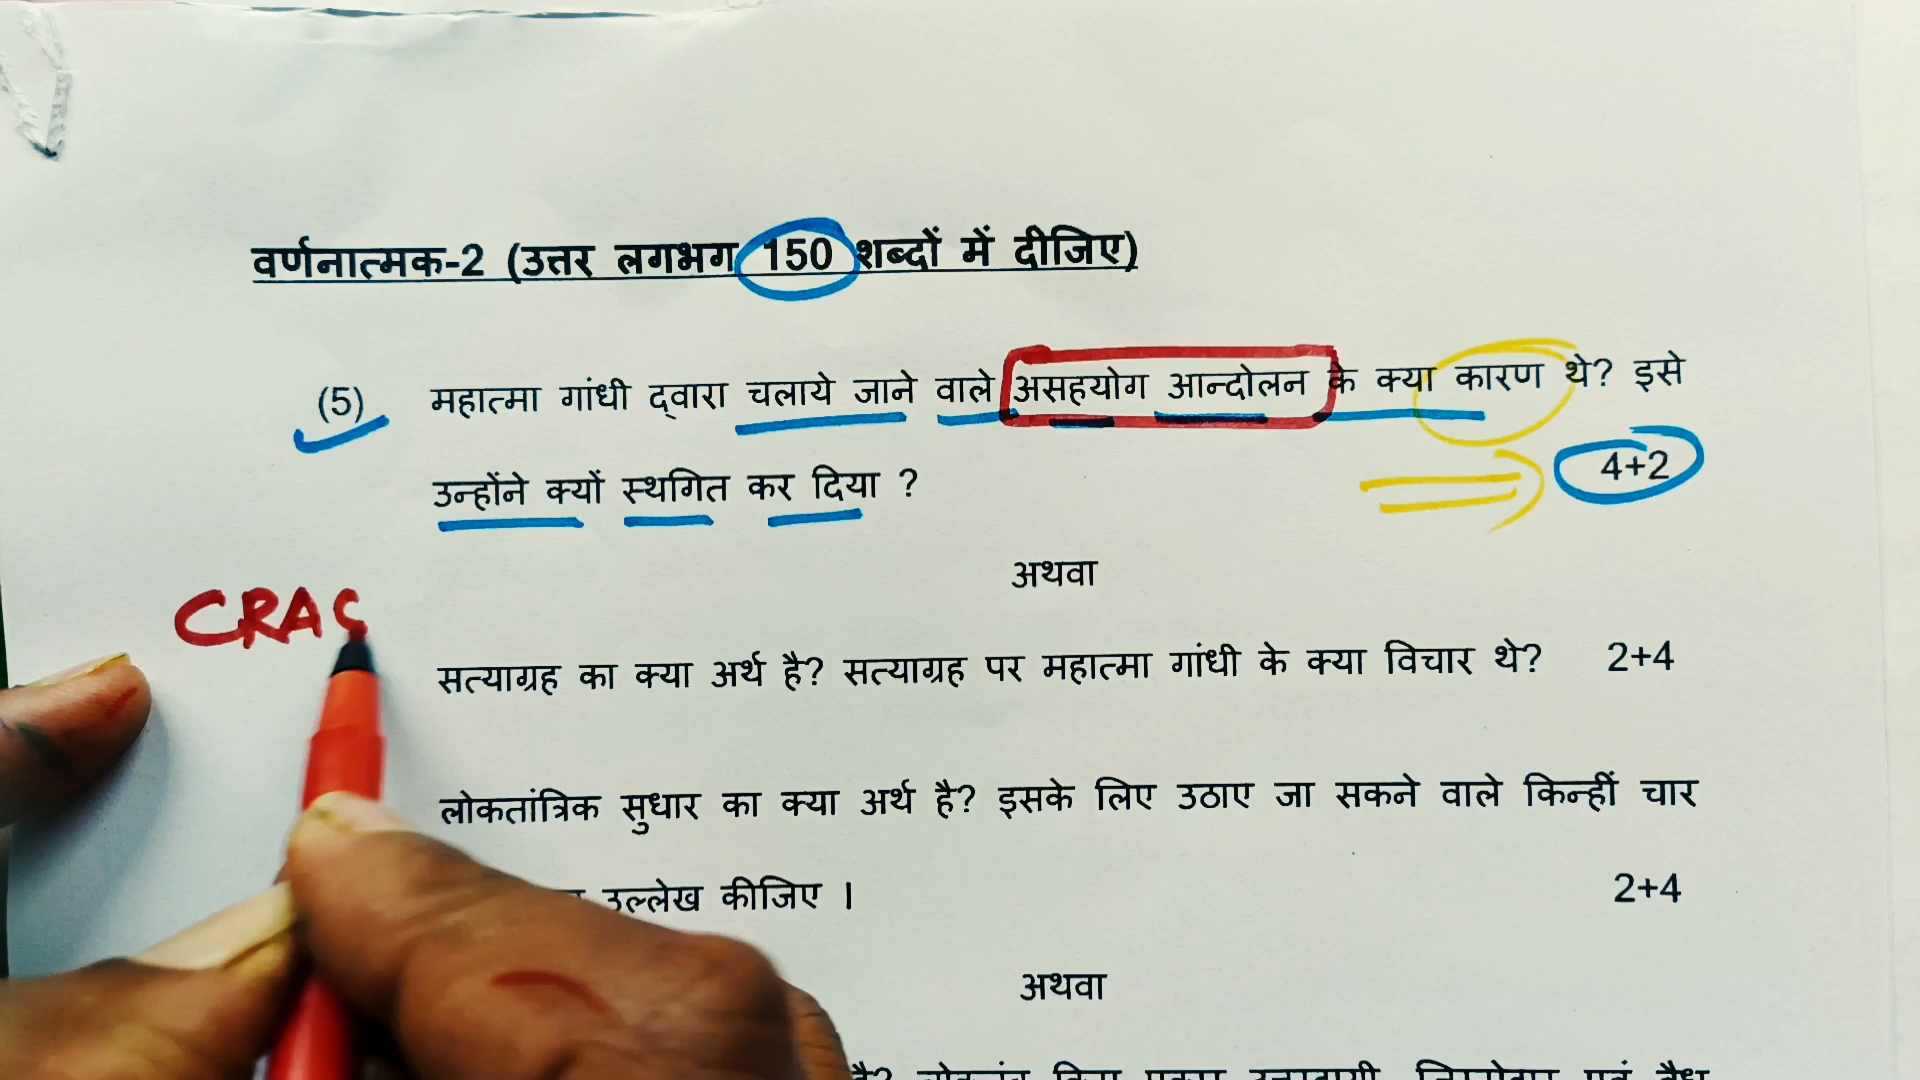 वर्णनात्मक-2 (उत्तर लगभग 150 शब्दों में दीजिए)
(5) महात्मा गांधी द्वारा चलाये जाने वाले असहयोग आन्दोलन के क्या कारण थे? इसे
उन्होंने क्यों स्थगित कर दिया ? 4+2
अथवा
CRAS
सत्याग्रह का क्या अर्थ है? सत्याग्रह पर महात्मा गांधी के क्या विचार थे? 2+4
लोकतांत्रिक सुधार का क्या अर्थ है? इसके लिए उठाए जा सकने वाले किन्हीं चार
उल्लेख कीजिए । 2+4
अथवा